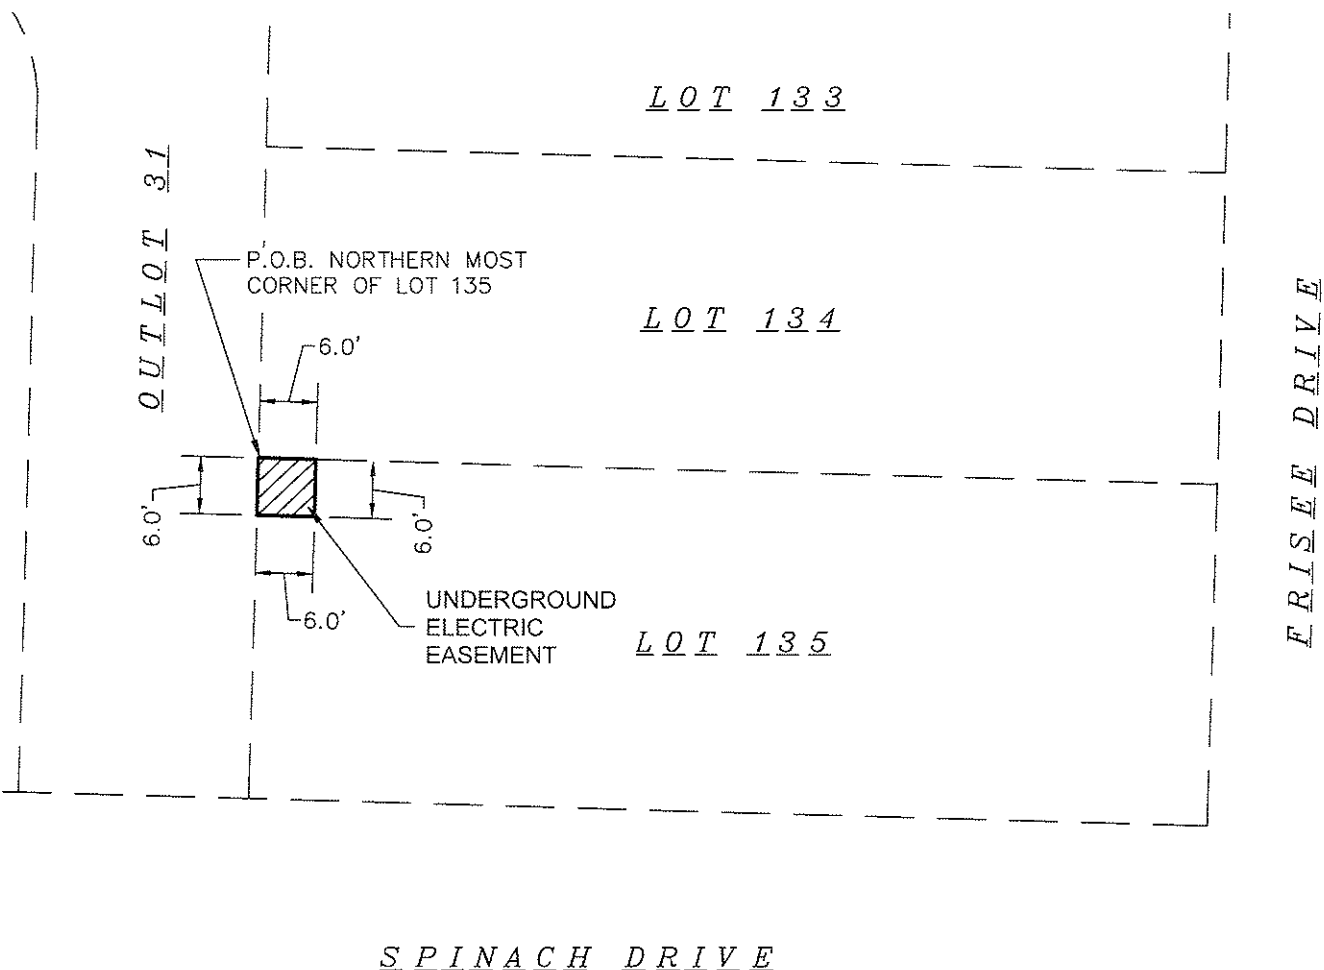 LOT 133
OUTLOT 31
P.O.B. NORTHERN MOST
CORNER OF LOT 135
LOT 134
6.0'
FRISEE DRIVE
6.0'
6.0'
6.0'
UNDERGROUND
ELECTRIC
EASEMENT
LOT 135
SPINACH DRIVE